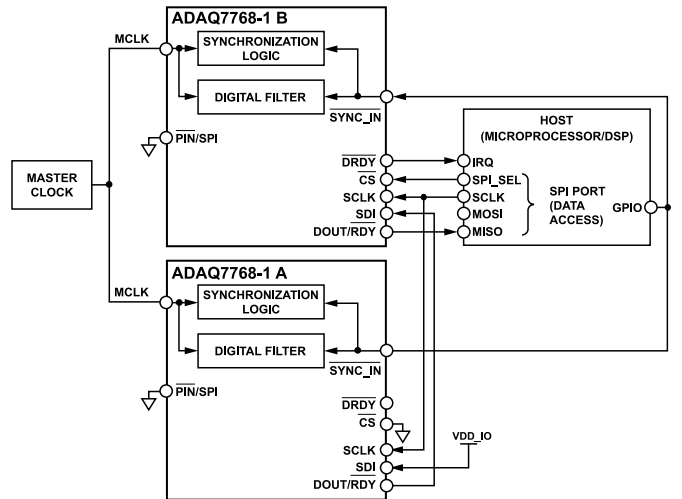 ADAQ7768-1 B
MCLK
SYNCHRONIZATION
LOGIC
DIGITAL FILTER
SYNC_IN
PIN/SPI
DRDY
CS
SCLK
SDI
DOUT/RDY
HOST
(MICROPROCESSOR/DSP)
IRQ
SPI_SEL
SCLK
MOSI
MISO
SPI PORT
(DATA
ACCESS)
GPIO
MASTER
CLOCK
ADAQ7768-1 A
MCLK
SYNCHRONIZATION
LOGIC
DIGITAL FILTER
SYNC_IN
PIN/SPI
DRDY
CS
SCLK
SDI
DOUT/RDY
VDD_IO